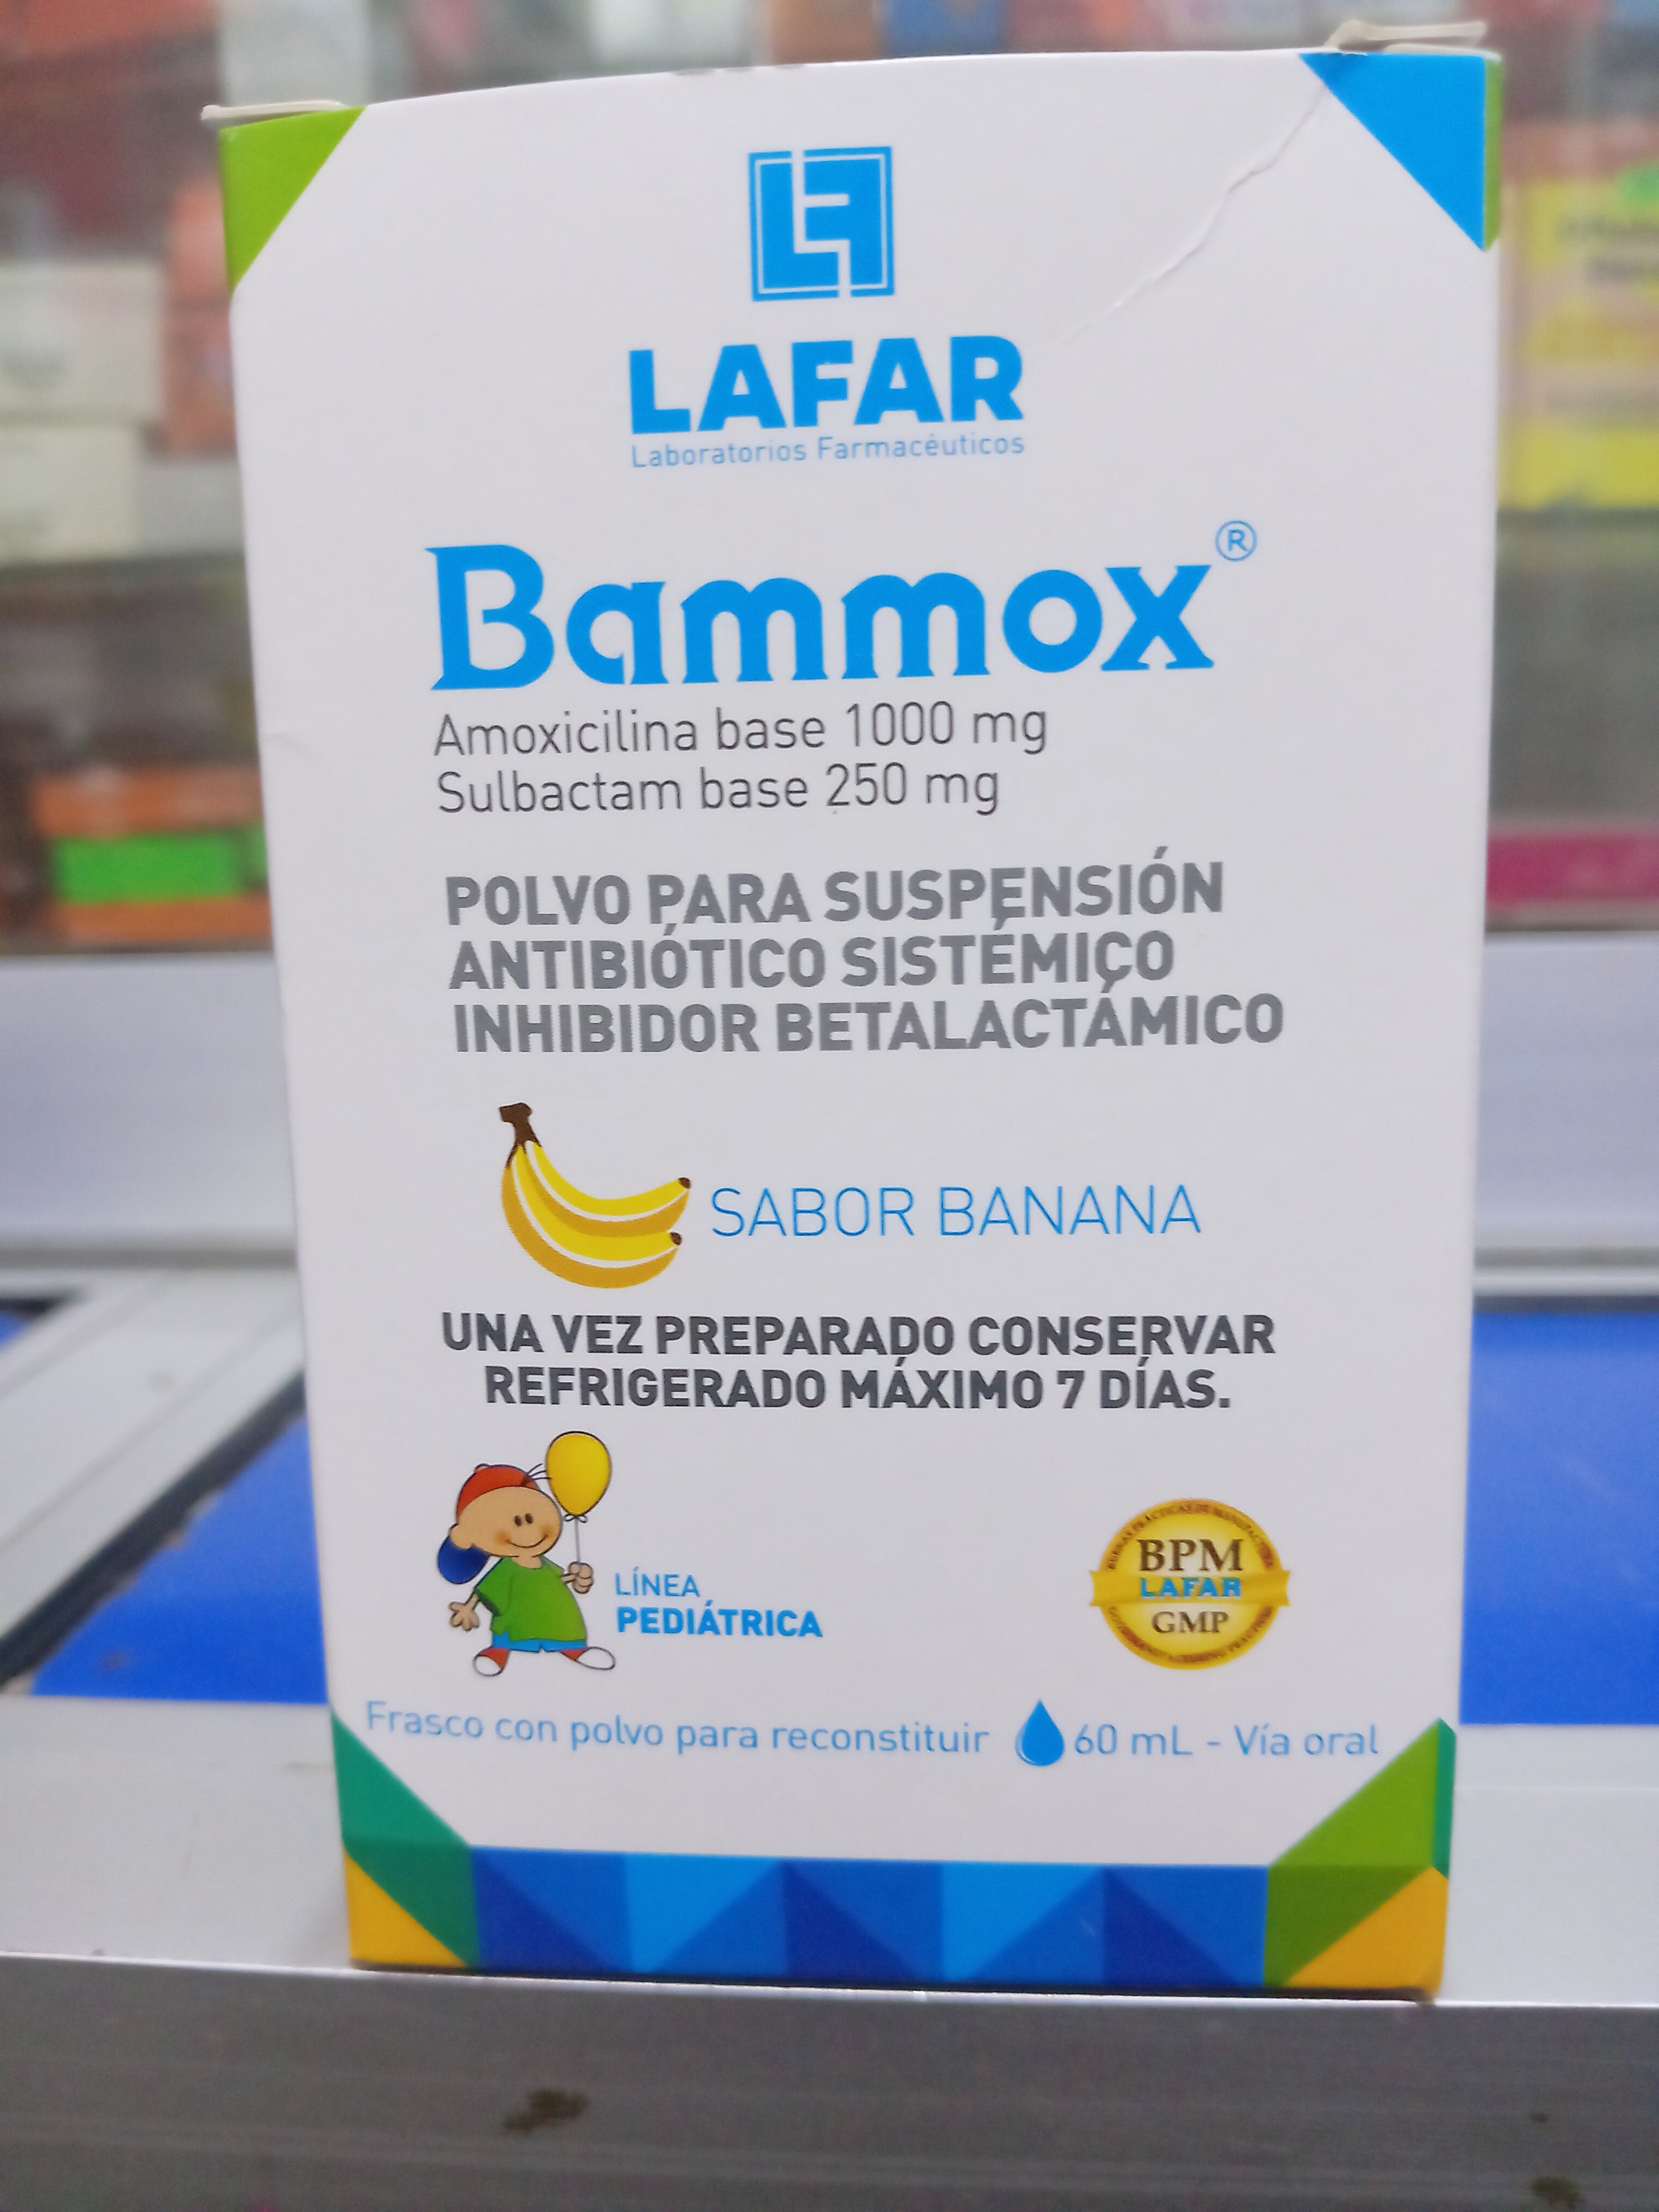 LF
LAFAR
Laboratorios Farmacéuticos
Bammox®
Amoxicilina base 1000 mg
Sulbactam base 250 mg
POLVO PARA SUSPENSIÓN
ANTIBIÓTICO SISTÉMICO
INHIBIDOR BETALACTÁMICO
SABOR BANANA
UNA VEZ PREPARADO CONSERVAR
REFRIGERADO MÁXIMO 7 DÍAS.
LÍNEA
PEDIÁTRICA
BPM
LAFAR
GMP
Frasco con polvo para reconstituir 60 mL - Vía oral